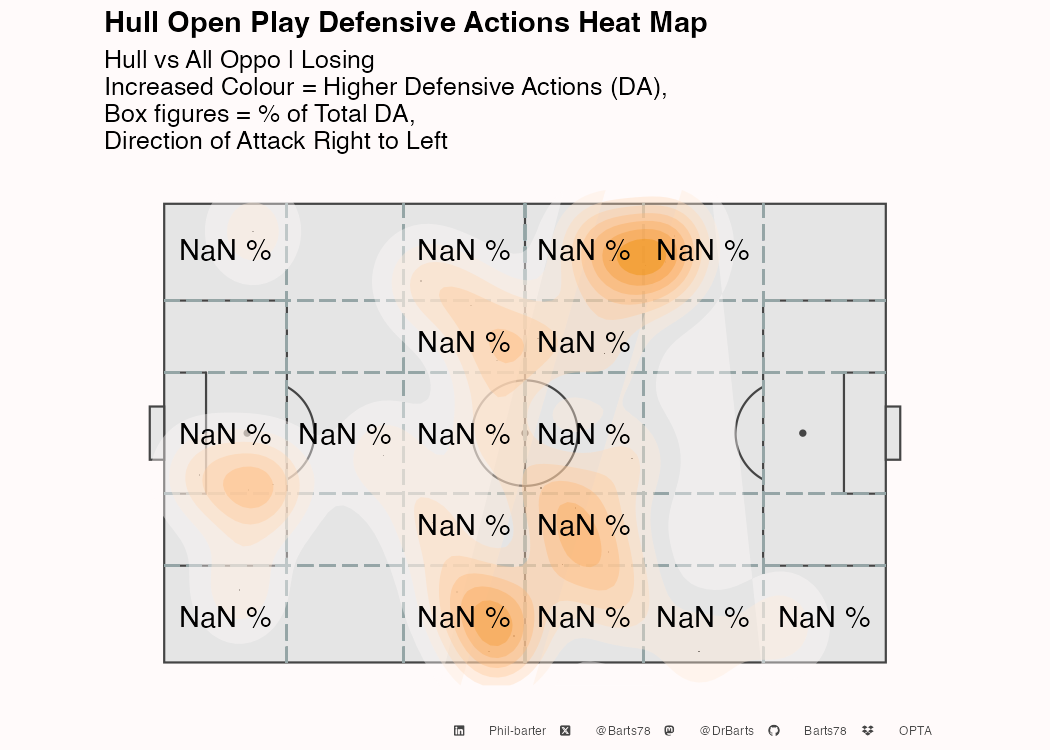 Hull Open Play Defensive Actions Heat Map
Hull vs All Oppo | Losing
Increased Colour = Higher Defensive Actions (DA),
Box figures = % of Total DA,
Direction of Attack Right to Left
NaN % NaN % NaN % NaN %
NaN % NaN %
NaN % NaN % NaN % NaN %
NaN % NaN %
NaN % NaN % NaN % NaN % NaN %
Phil-barter @Barts78 @DrBarts Barts78 OPTA